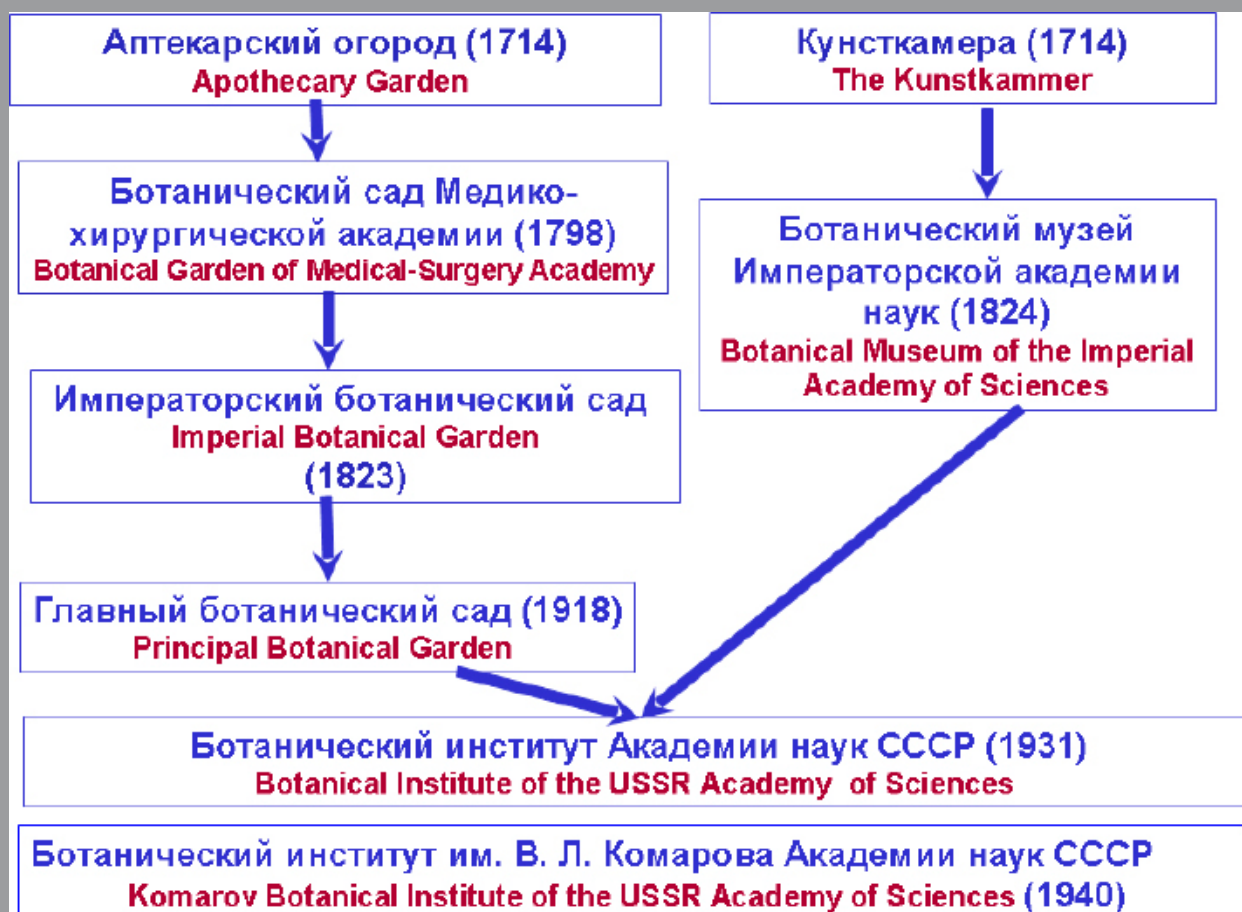 Аптекарский огород (1714)
Apothecary Garden
Кунсткамера (1714)
The Kunstkammer
Ботанический сад Медико-
хирургической академии (1798)
Botanical Garden of Medical-Surgery Academy
Ботанический музей
Императорской академии
наук (1824)
Botanical Museum of the Imperial
Academy of Sciences
Императорский ботанический сад
Imperial Botanical Garden
(1823)
Главный ботанический сад (1918)
Principal Botanical Garden
Ботанический институт Академии наук СССР (1931)
Botanical Institute of the USSR Academy of Sciences
Ботанический институт им. В. Л. Комарова Академии наук СССР
Komarov Botanical Institute of the USSR Academy of Sciences (1940)